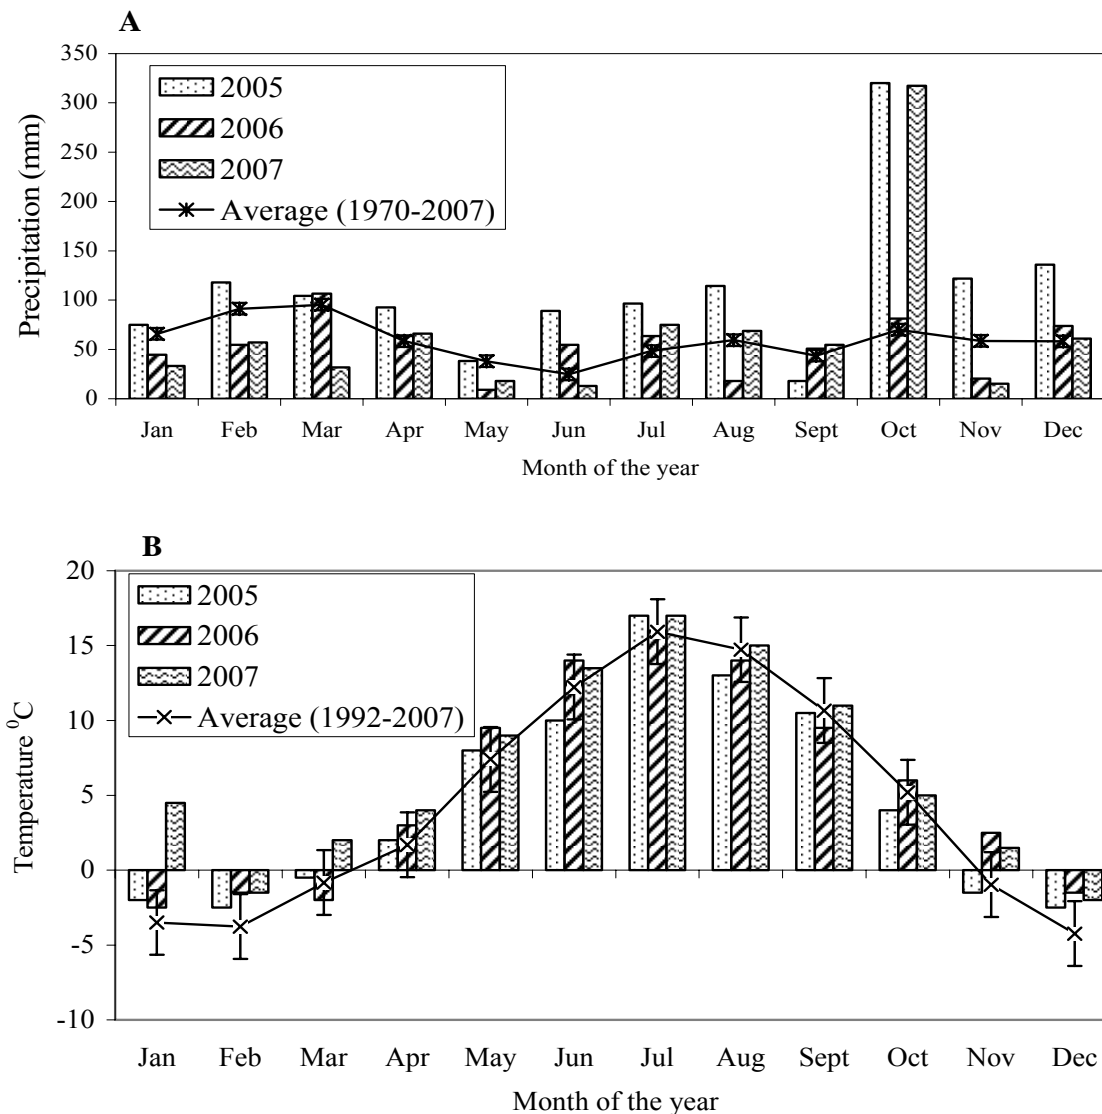 A
350
300
250
200
150
100
50
0
Precipitation (mm)
2005
2006
2007
Average (1970-2007)
Jan Feb Mar Apr May Jun Jul Aug Sept Oct Nov Dec
Month of the year
B
20
15
10
5
0
-5
-10
Temperature ⁰C
2005
2006
2007
Average (1992-2007)
Jan Feb Mar Apr May Jun Jul Aug Sept Oct Nov Dec
Month of the year